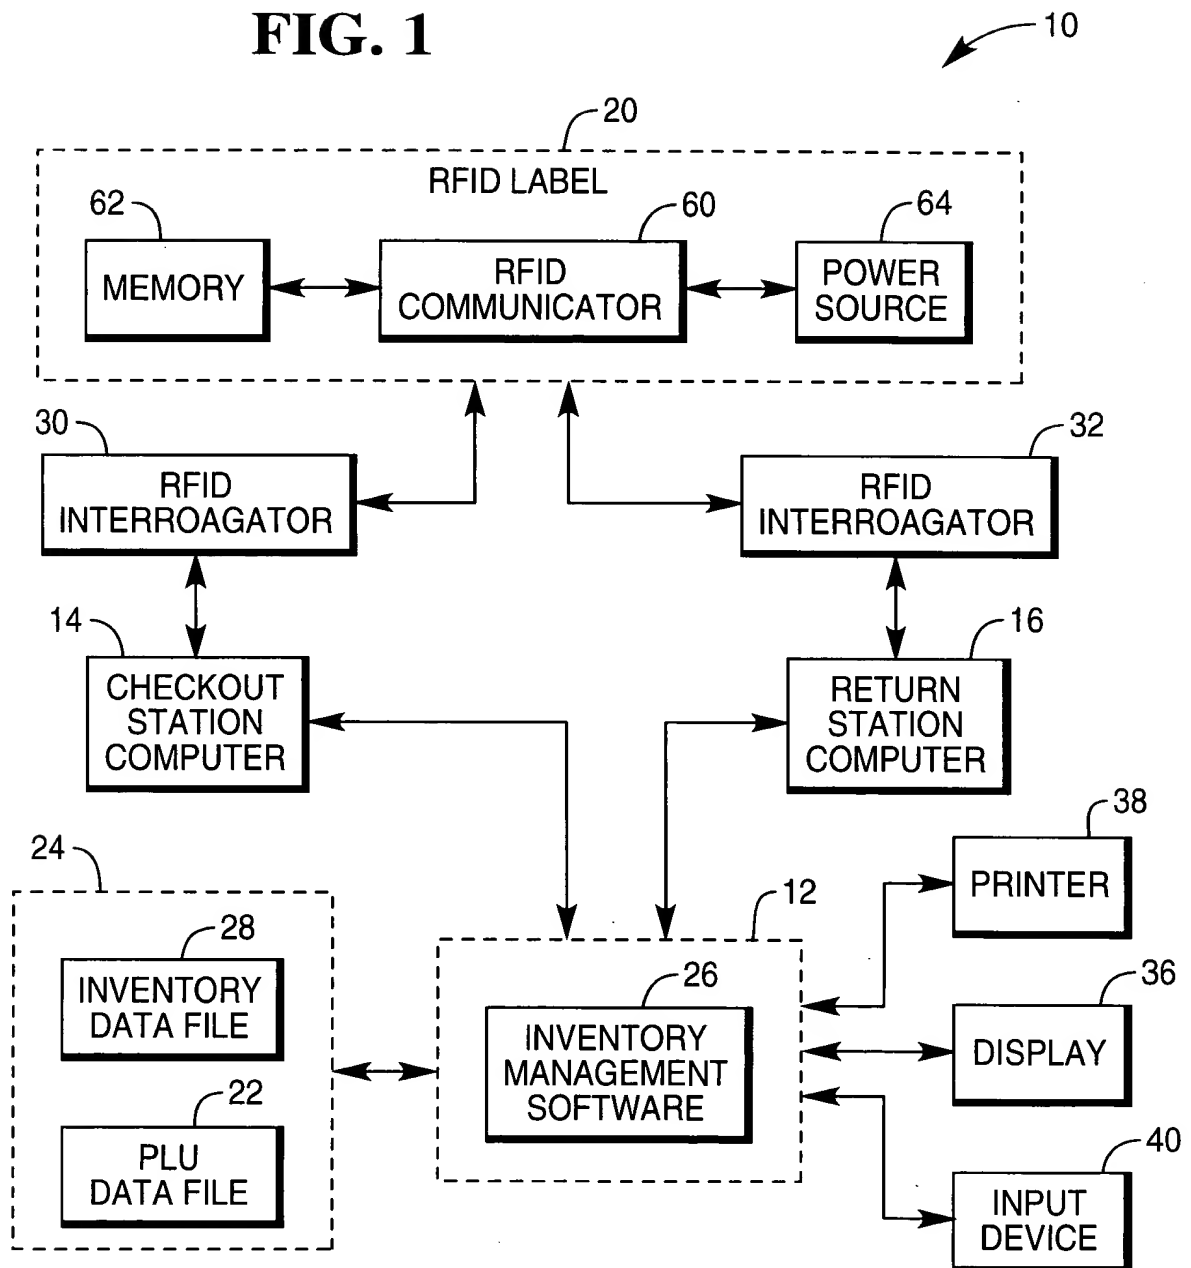 FIG. 1
10
20
RFID LABEL
62
60
64
MEMORY
RFID
COMMUNICATOR
POWER
SOURCE
30
32
RFID
INTERROAGATOR
RFID
INTERROAGATOR
14
16
CHECKOUT
STATION
COMPUTER
RETURN
STATION
COMPUTER
38
PRINTER
24
12
28
INVENTORY
DATA FILE
26
INVENTORY
MANAGEMENT
SOFTWARE
36
DISPLAY
22
PLU
DATA FILE
40
INPUT
DEVICE